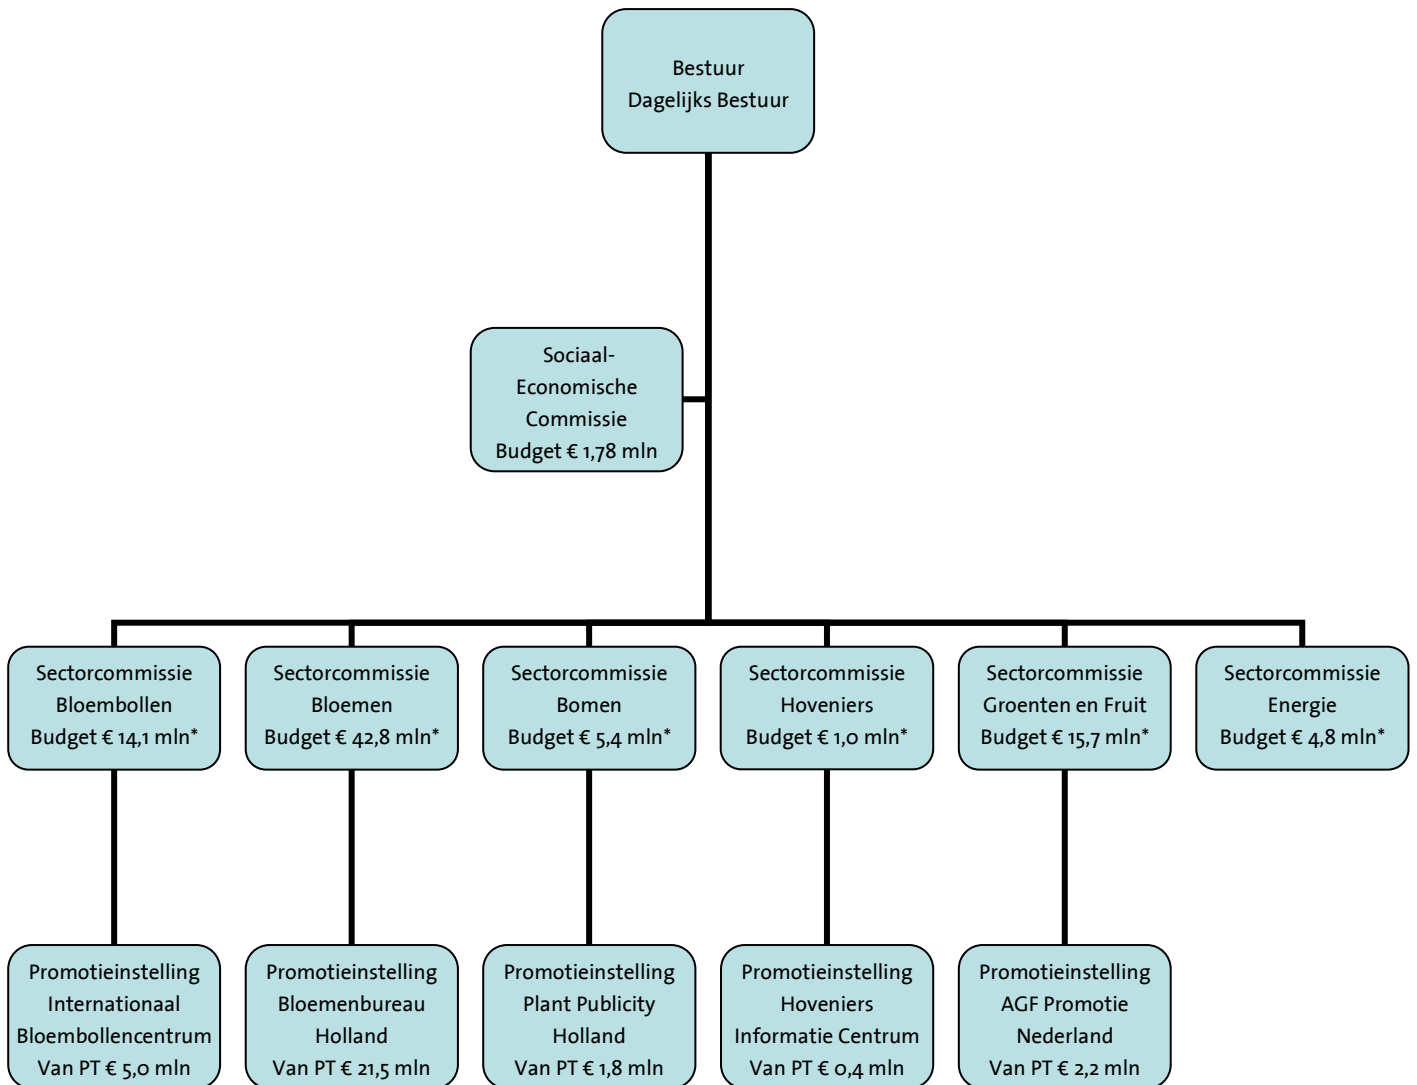 Bestuur
Dagelijks Bestuur
Sociaal-
Economische
Commissie
Budget € 1,78 mln
Sectorcommissie
Bloembollen
Budget € 14,1 mln*
Sectorcommissie
Bloemen
Budget € 42,8 mln*
Sectorcommissie
Bomen
Budget € 5,4 mln*
Sectorcommissie
Hoveniers
Budget € 1,0 mln*
Sectorcommissie
Groenten en Fruit
Budget € 15,7 mln*
Sectorcommissie
Energie
Budget € 4,8 mln*
Promotieinstelling
Internationaal
Bloembollencentrum
Van PT € 5,0 mln
Promotieinstelling
Bloemenbureau
Holland
Van PT € 21,5 mln
Promotieinstelling
Plant Publicity
Holland
Van PT € 1,8 mln
Promotieinstelling
Hoveniers
Informatie Centrum
Van PT € 0,4 mln
Promotieinstelling
AGF Promotie
Nederland
Van PT € 2,2 mln